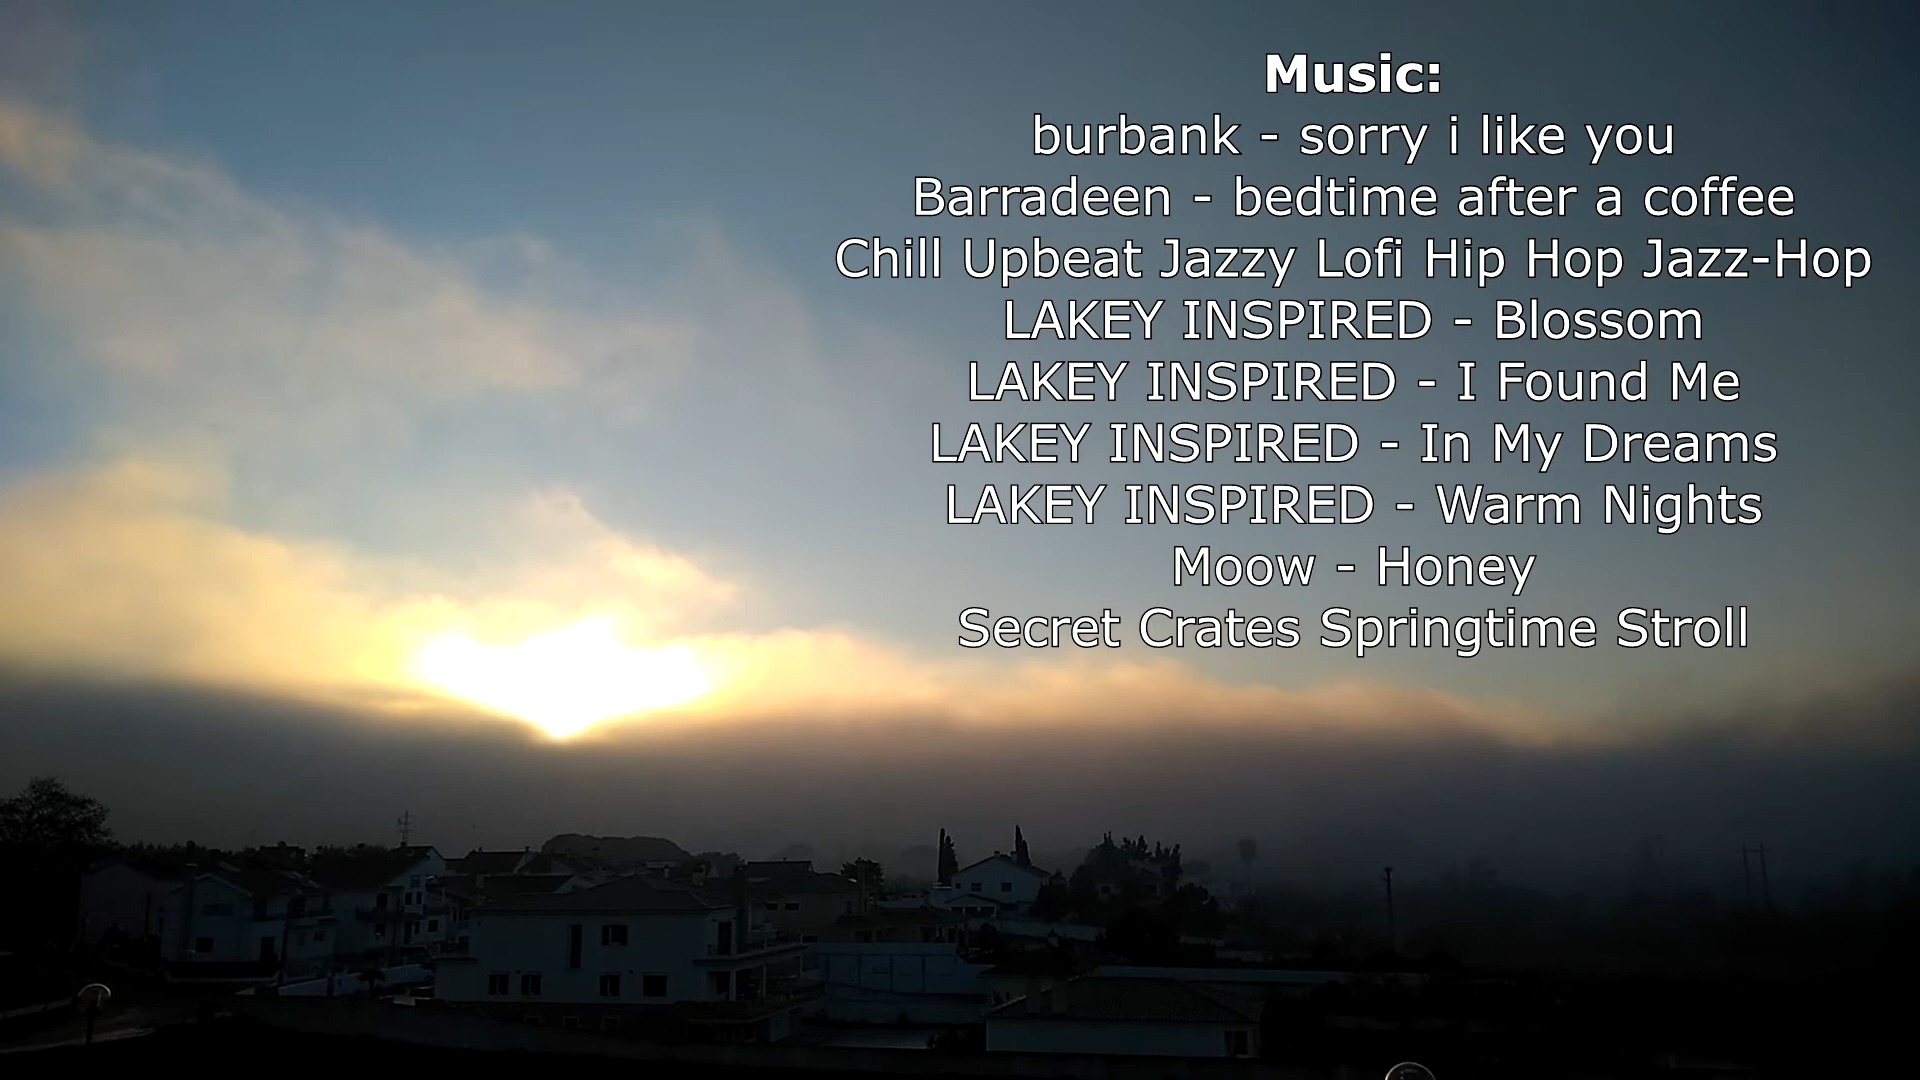 Music:
burbank - sorry i like you
Barradeen - bedtime after a coffee
Chill Upbeat Jazzy Lofi Hip Hop Jazz-Hop
LAKEY INSPIRED - Blossom
LAKEY INSPIRED - I Found Me
LAKEY INSPIRED - In My Dreams
LAKEY INSPIRED - Warm Nights
Moow - Honey
Secret Crates Springtime Stroll